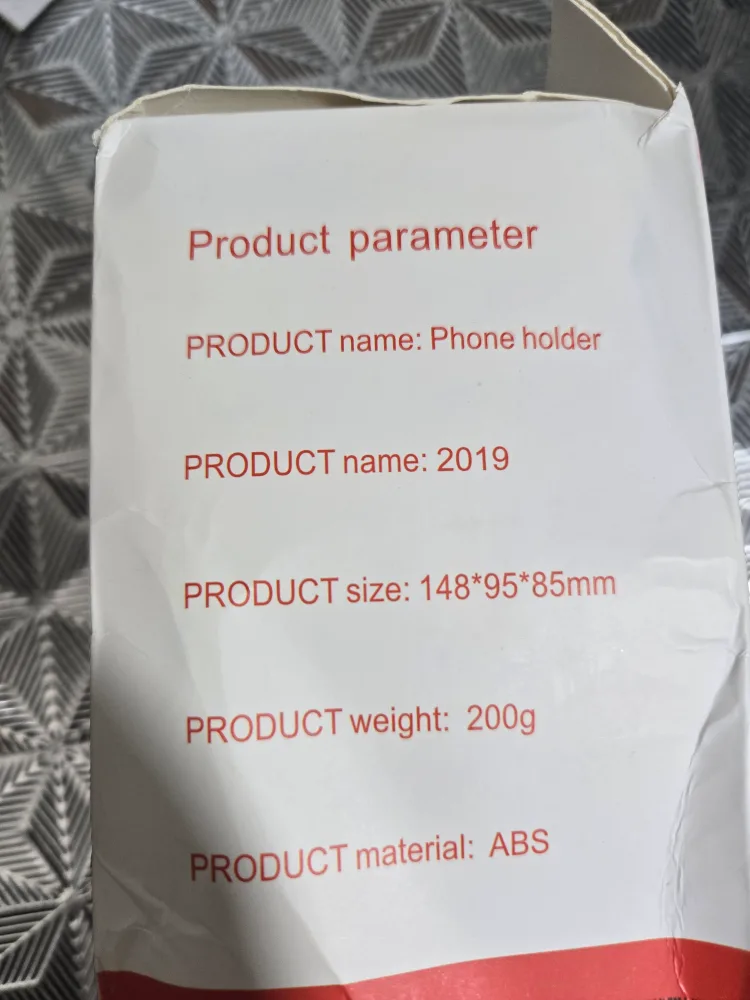 Product parameter
PRODUCT name: Phone holder
PRODUCT name: 2019
PRODUCT size: 148*95*85mm
PRODUCT weight: 200g
PRODUCT material: ABS